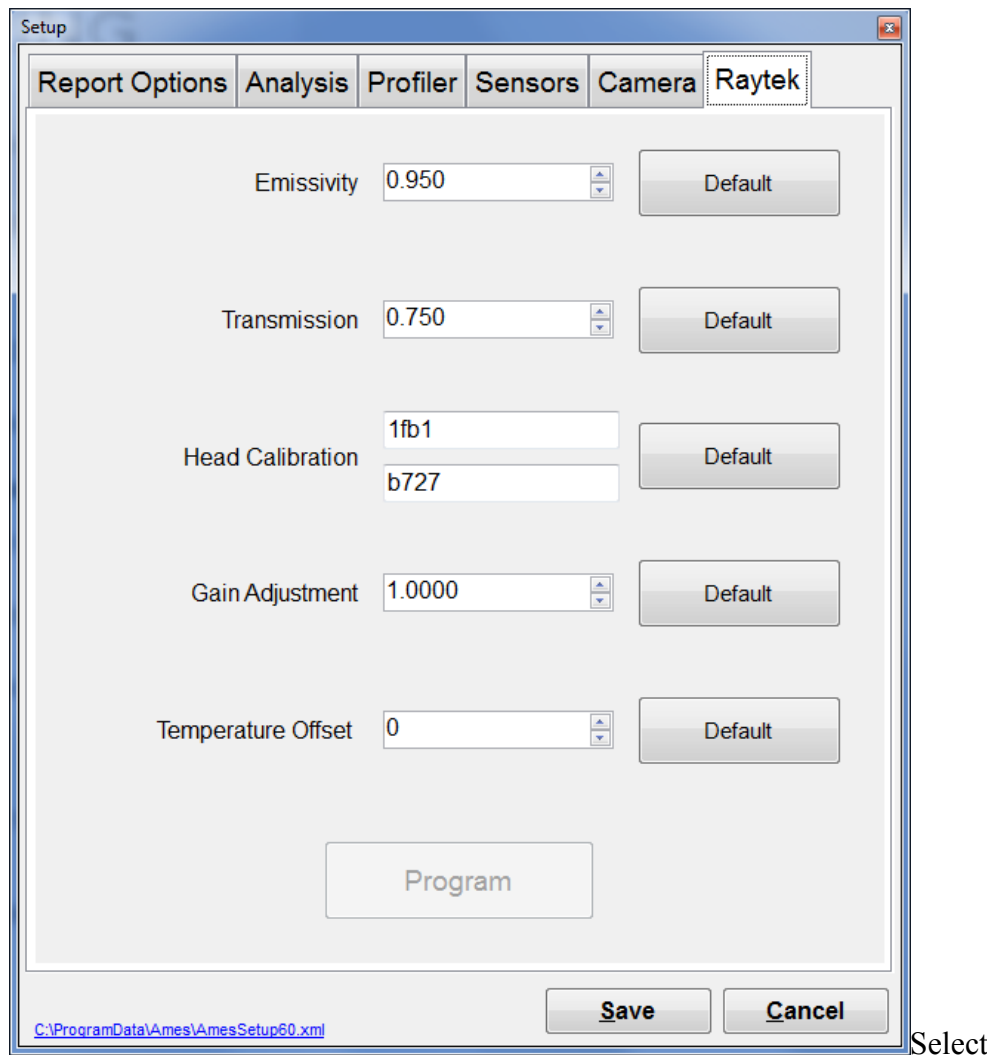 Setup
Report Options Analysis Profiler Sensors Camera Raytek
Emissivity 0.950 Default
Transmission 0.750 Default
1fb1
Head Calibration Default
b727
Gain Adjustment 1.0000 Default
Temperature Offset 0 Default
Program
Save Cancel
C:\ProgramData\Ames\AmesSetup60.xml
Select